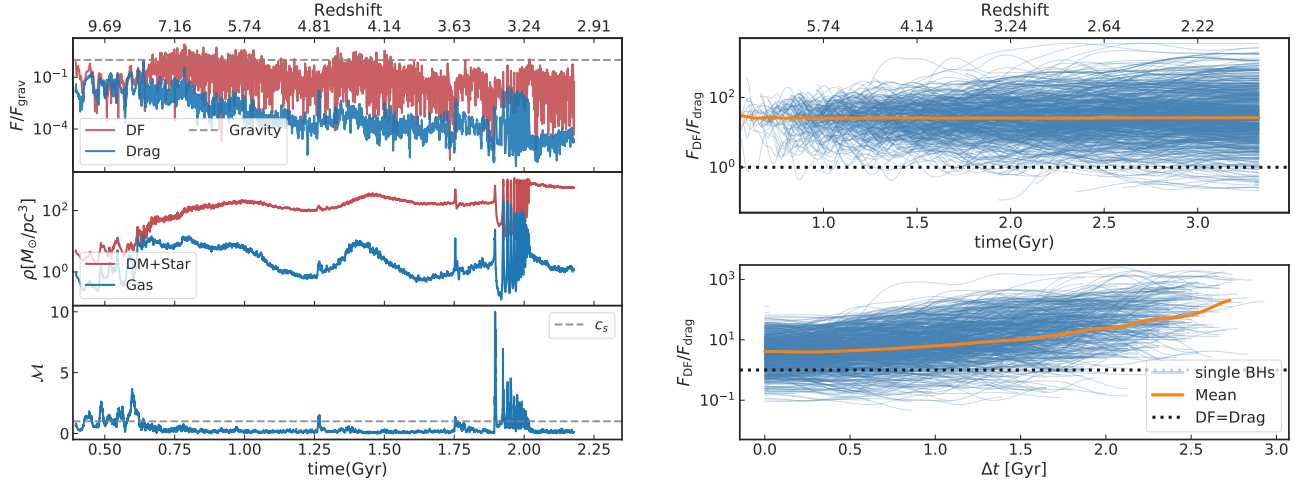 Redshift
9.69 7.16 5.74 4.81 4.14 3.63 3.24 2.91
F/F_grav
10^−1
10^−4
DF
Drag
Gravity
ρ[M_⊙/pc^−3]
10^2
10^0
DM+Star
Gas
ℳ
10
5
0
c_s
0.50 0.75 1.00 1.25 1.50 1.75 2.00 2.25
time(Gyr)
Redshift
5.74 4.14 3.24 2.64 2.22
F_DF/F_drag
10^2
10^0
1.0 1.5 2.0 2.5 3.0
time(Gyr)
F_DF/F_drag
10^3
10^1
10^−1
single BHs
Mean
DF=Drag
0.0 0.5 1.0 1.5 2.0 2.5 3.0
Δt [Gyr]